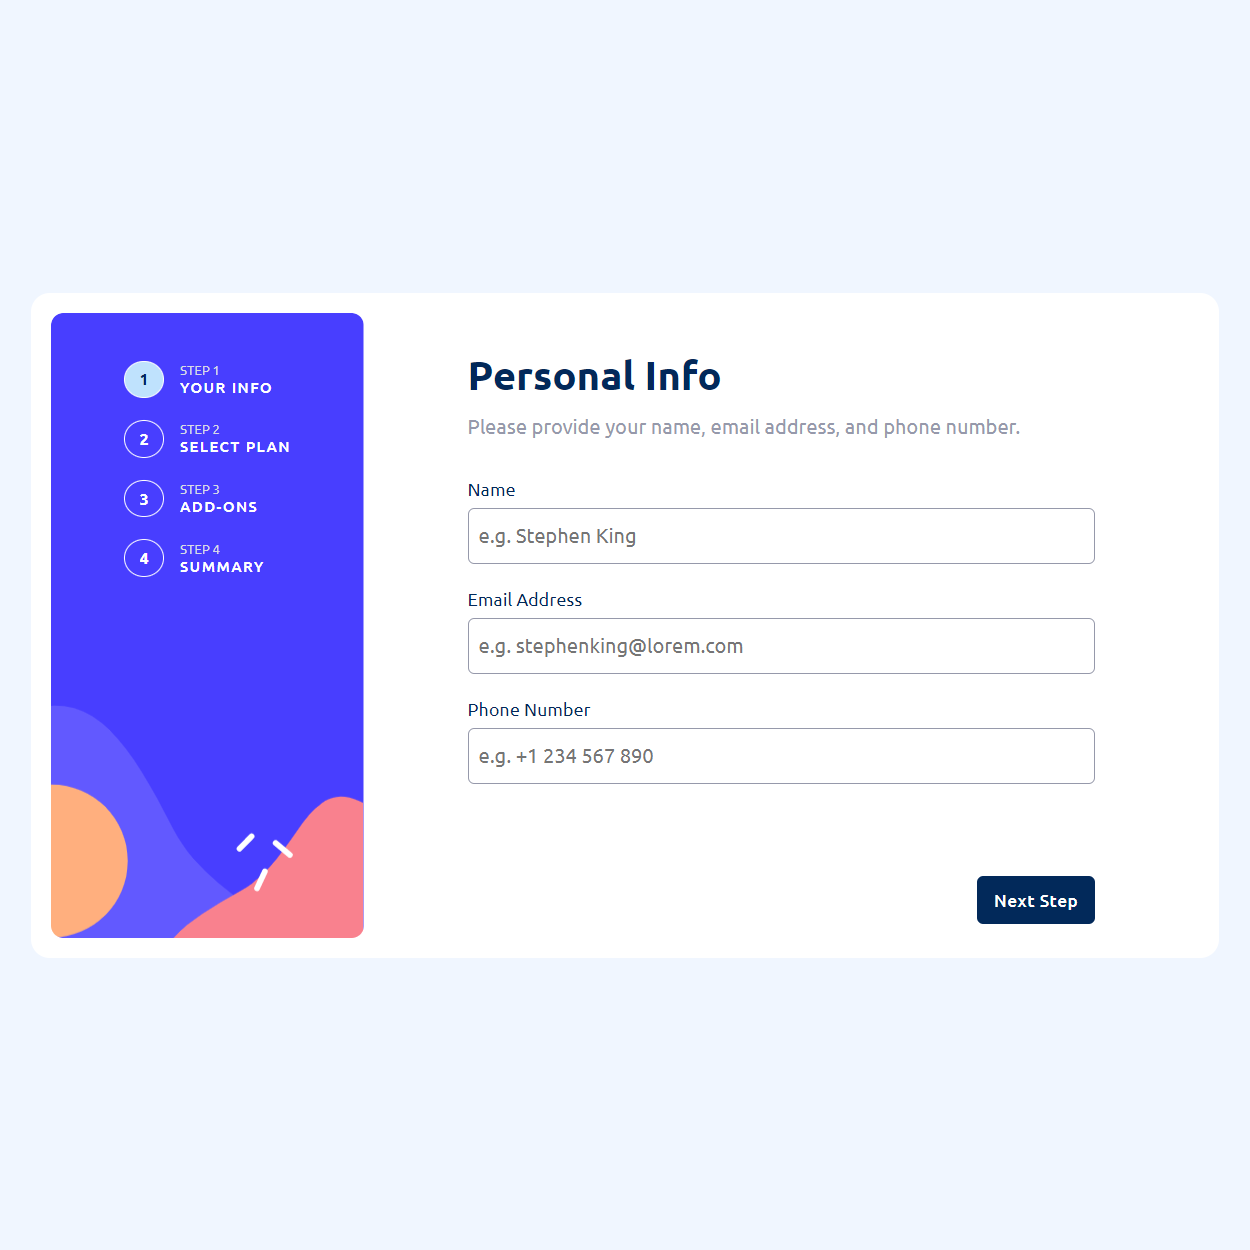 1
STEP 1
YOUR INFO
2
STEP 2
SELECT PLAN
3
STEP 3
ADD-ONS
4
STEP 4
SUMMARY
Personal Info
Please provide your name, email address, and phone number.
Name
e.g. Stephen King
Email Address
e.g. stephenking@lorem.com
Phone Number
e.g. +1 234 567 890
Next Step